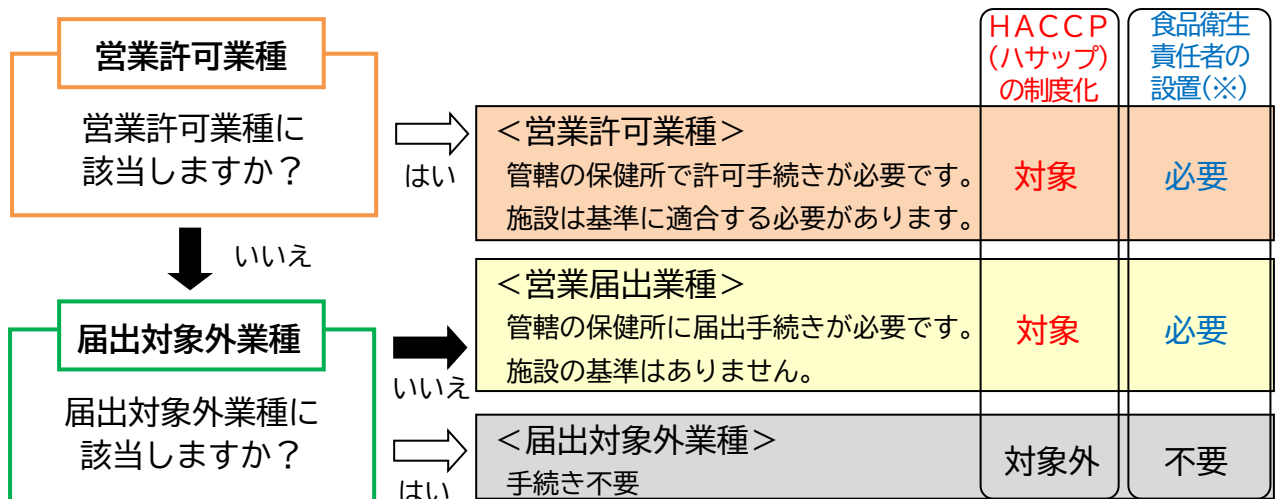 HACCP
(ハサップ)
の制度化
食品衛生
責任者の
設置(※)
営業許可業種
営業許可業種に
該当しますか？
はい
＜営業許可業種＞
管轄の保健所で許可手続きが必要です。
施設は基準に適合する必要があります。
対象
必要
いいえ
届出対象外業種
届出対象外業種に
該当しますか？
いいえ
＜営業届出業種＞
管轄の保健所に届出手続きが必要です。
施設の基準はありません。
対象
必要
はい
＜届出対象外業種＞
手続き不要
対象外
不要